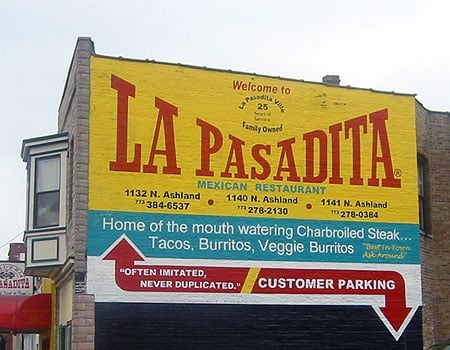 Welcome to
La Pasadita Ville
25
Years of
Service
Family Owned
LA PASADITA®
MEXICAN RESTAURANT
1132 N. Ashland • 1140 N. Ashland • 1141 N. Ashland
773 384-6537 773 278-2130 773 278-0384
Home of the mouth watering Charbroiled Steak...
Tacos, Burritos, Veggie Burritos
"Best In Town
Ask Around"
"OFTEN IMITATED,
NEVER DUPLICATED."
CUSTOMER PARKING
PASADITA